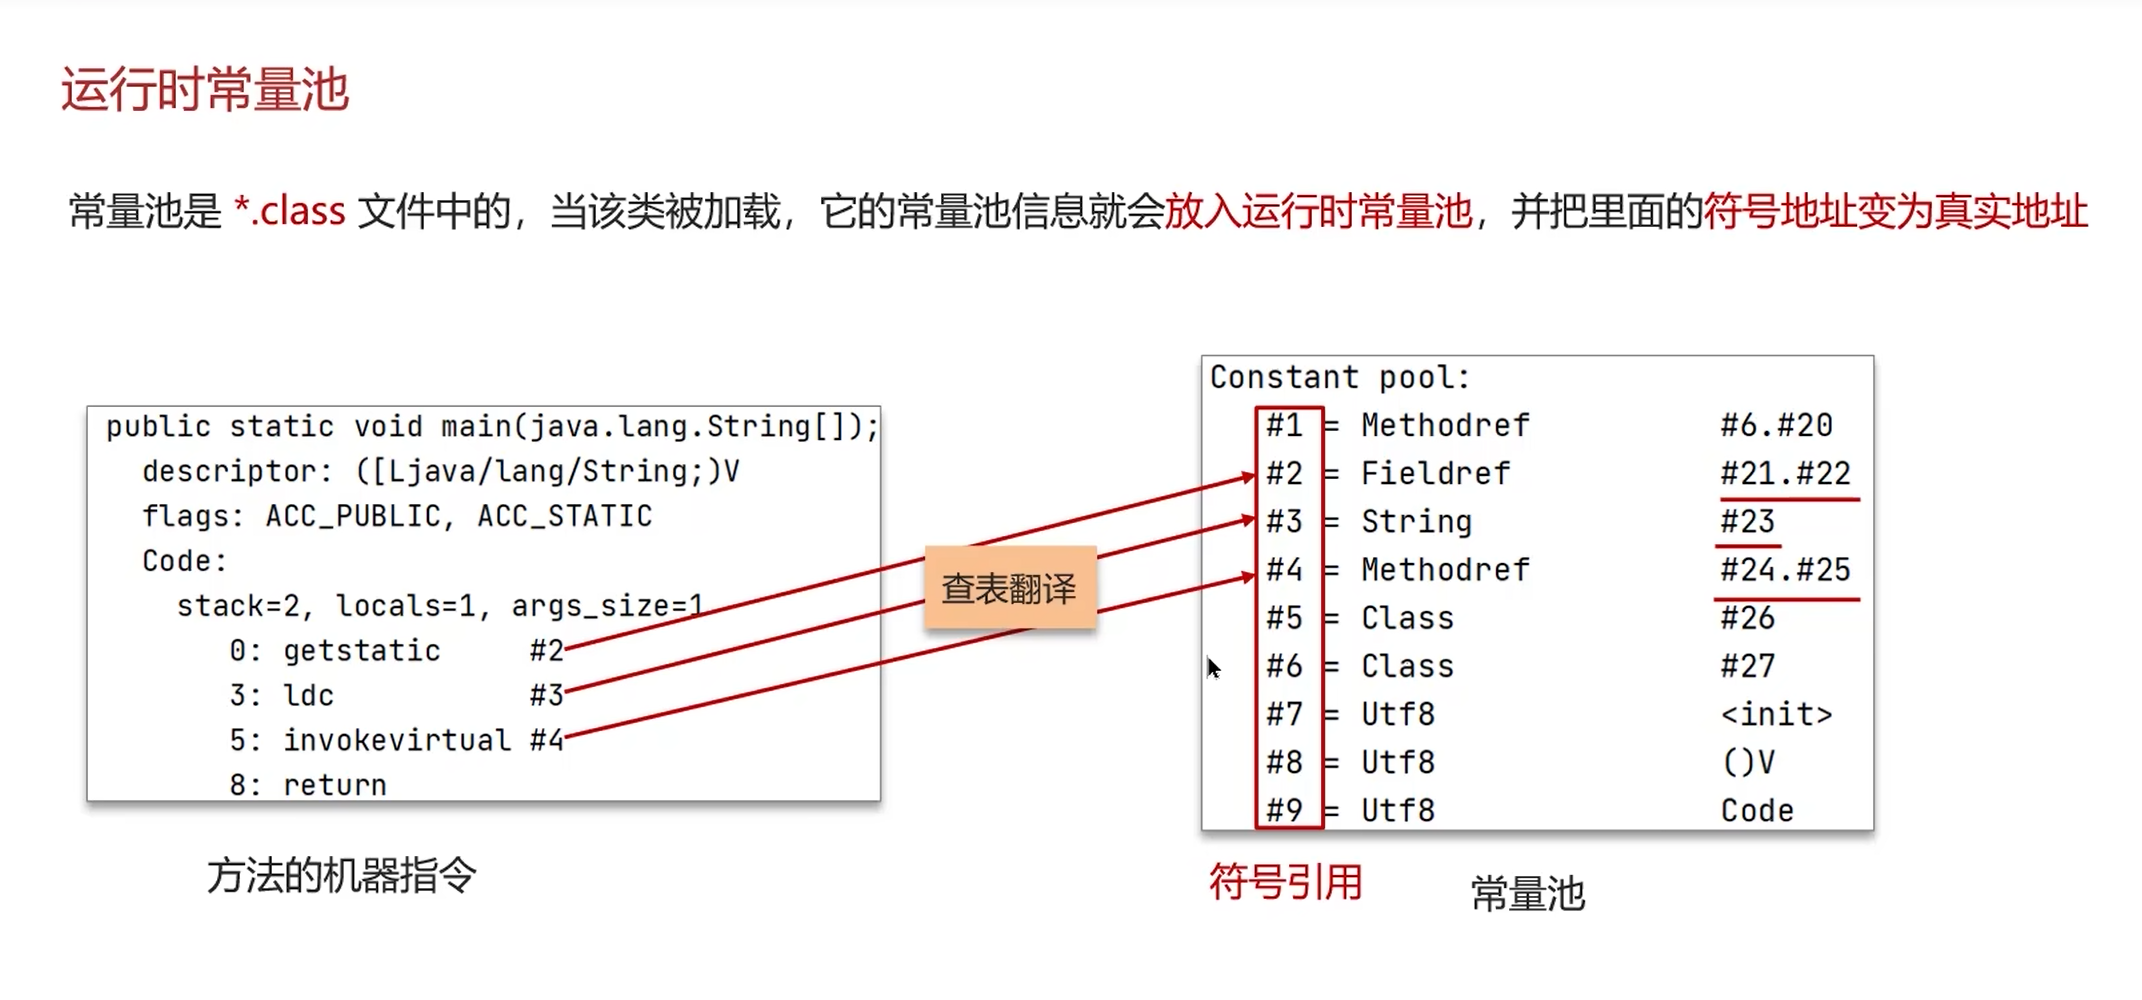 运行时常量池
常量池是 *.class 文件中的，当该类被加载，它的常量池信息就会放入运行时常量池，并把里面的符号地址变为真实地址
public static void main(java.lang.String[]);
descriptor: ([Ljava/lang/String;)V
flags: ACC_PUBLIC, ACC_STATIC
Code:
stack=2, locals=1, args_size=1
0: getstatic #2
3: ldc #3
5: invokevirtual #4
8: return
方法的机器指令
查表翻译
Constant pool:
#1 = Methodref #6.#20
#2 = Fieldref #21.#22
#3 = String #23
#4 = Methodref #24.#25
#5 = Class #26
#6 = Class #27
#7 = Utf8 <init>
#8 = Utf8 ()V
#9 = Utf8 Code
符号引用
常量池